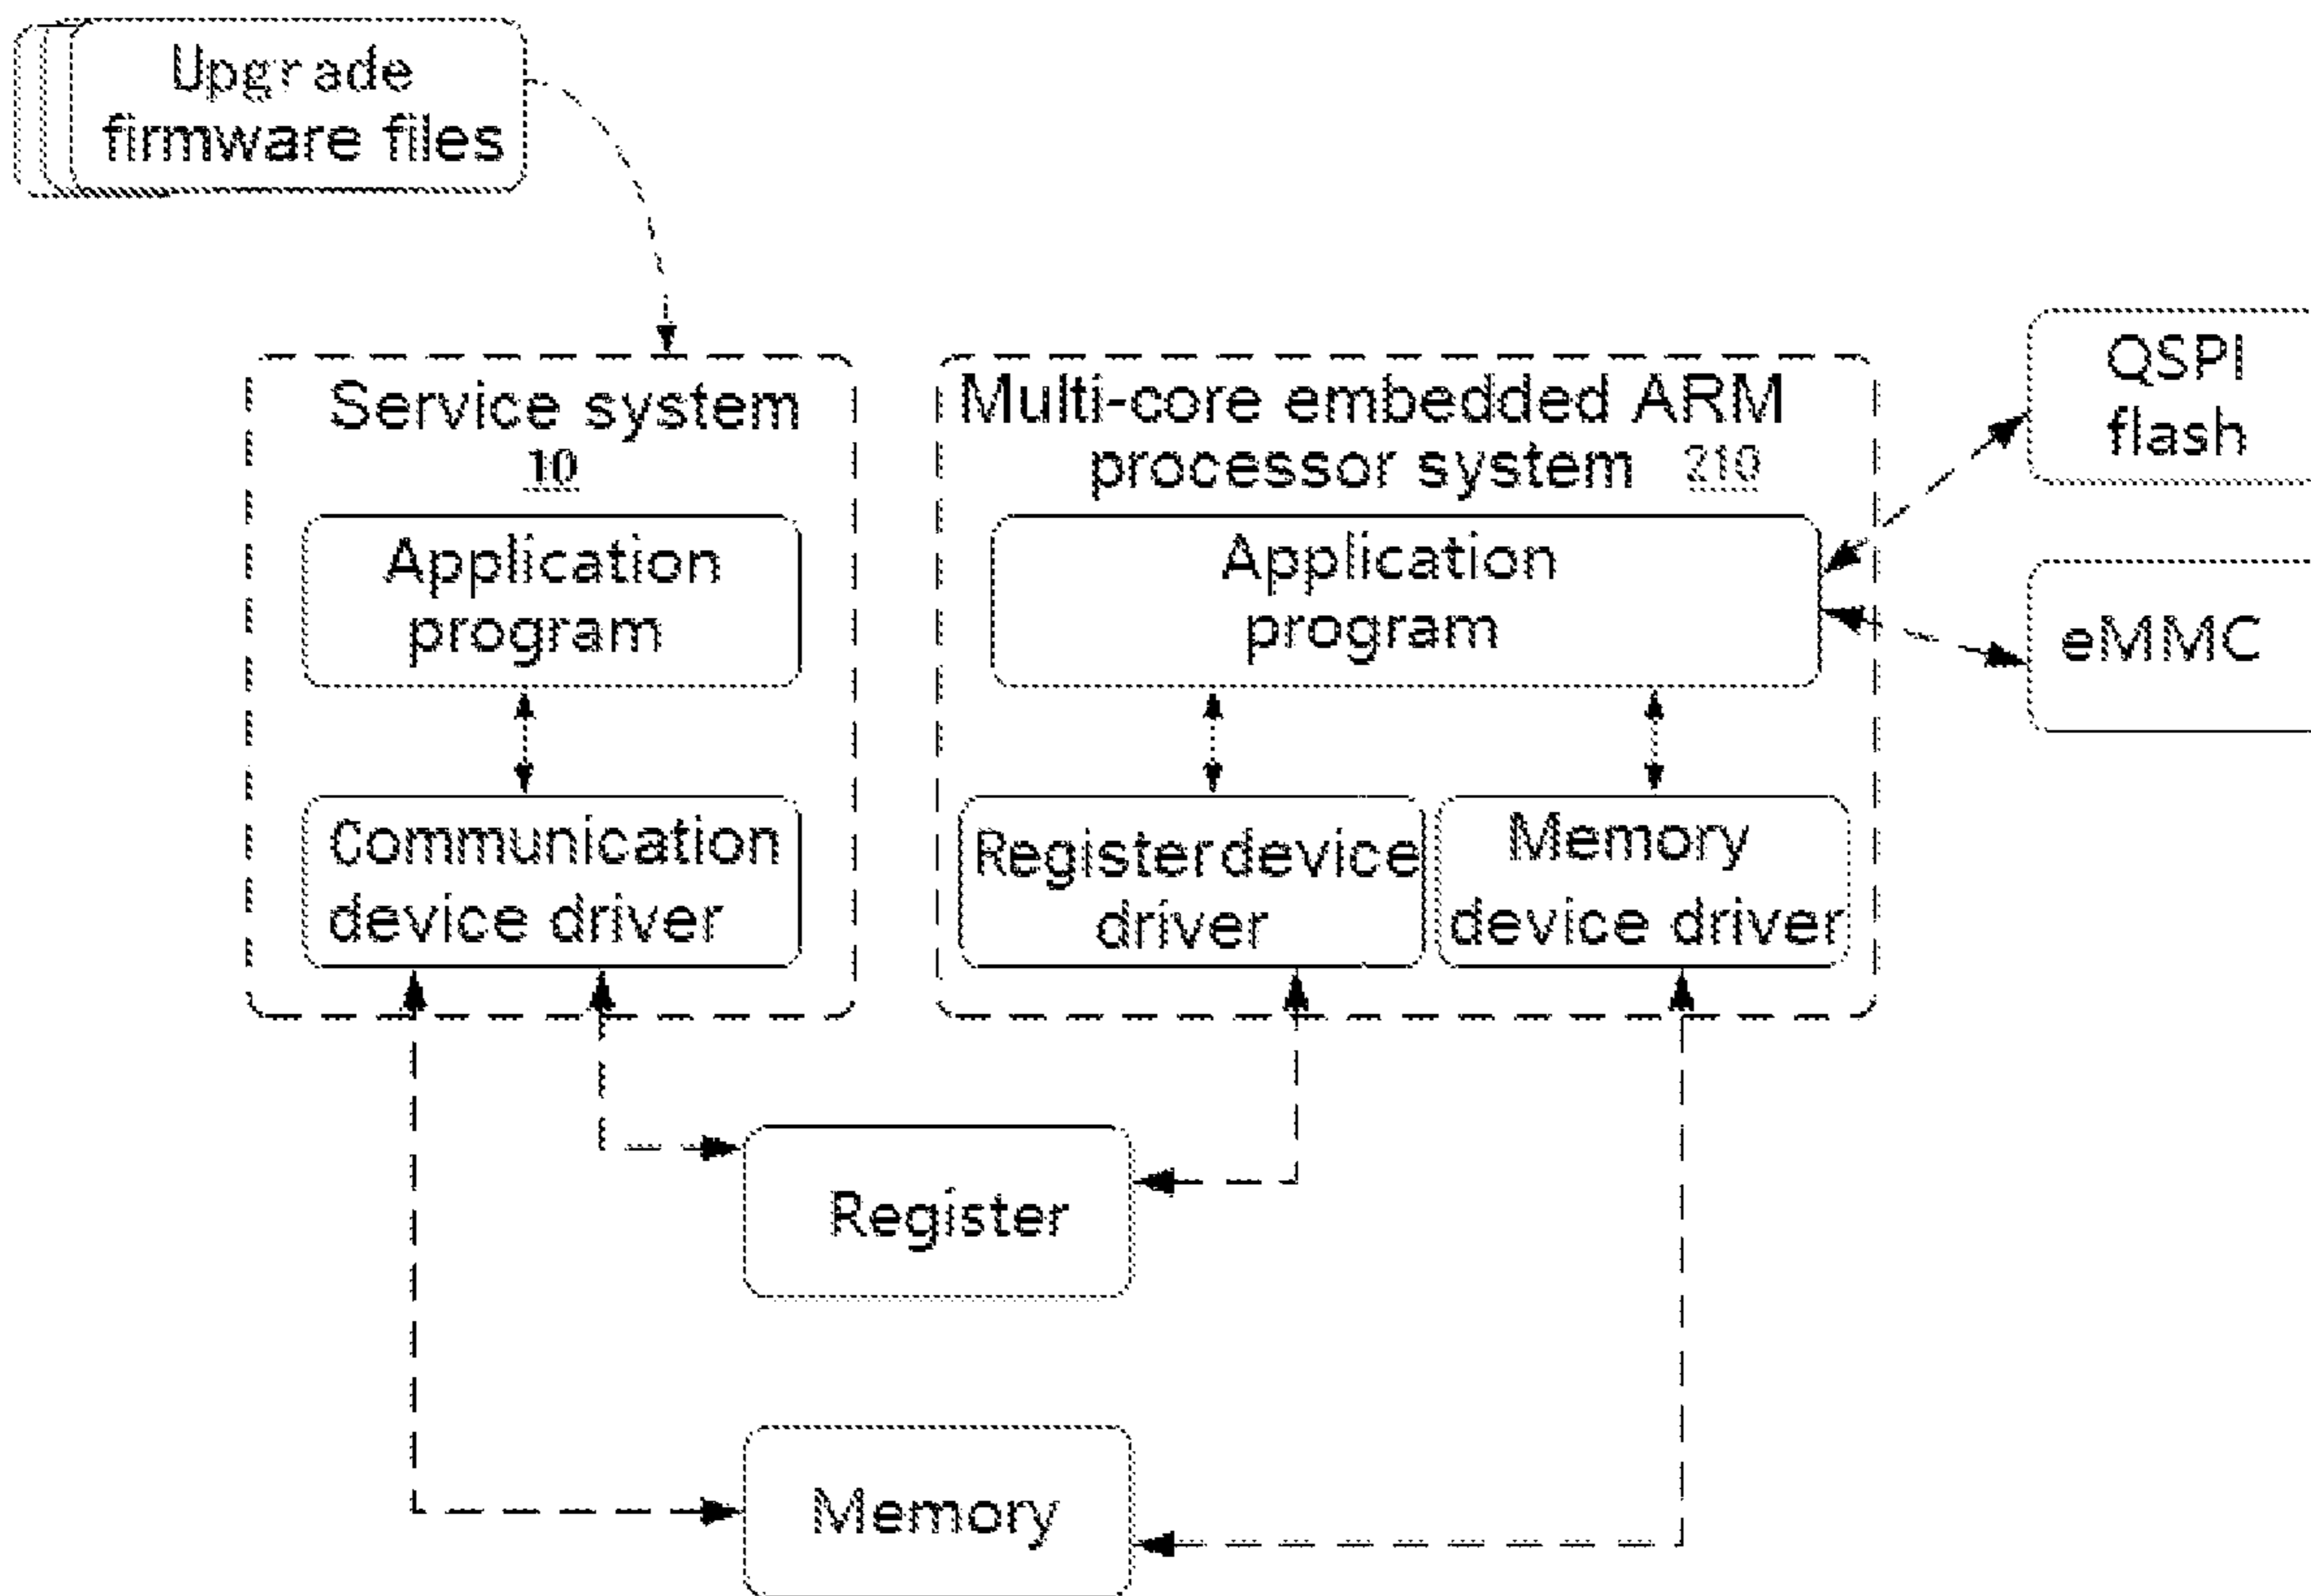 Upgrade
firmware files
Service system
10
Application
program
Communication
device driver
Multi-core embedded ARM
processor system 210
Application
program
Register device
driver
Memory
device driver
QSPI
flash
eMMC
Register
Memory